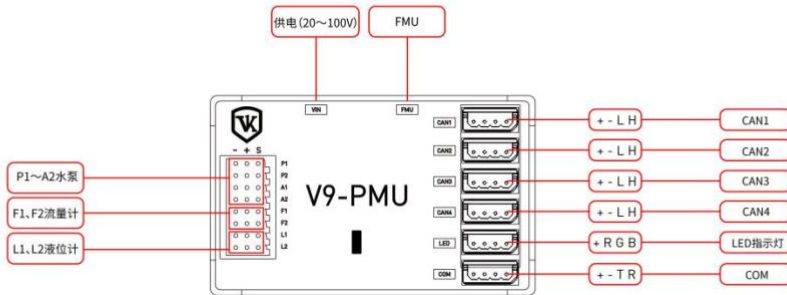 供电(20～100V)
FMU
VK
VIN
FMU
CAN1
+ - L H
CAN1
CAN2
+ - L H
CAN2
CAN3
+ - L H
CAN3
CAN4
+ - L H
CAN4
LED
+ R G B
LED指示灯
COM
+ - T R
COM
V9-PMU
- + S
P1
P2
A1
A2
F1
F2
L1
L2
P1～A2水泵
F1、F2流量计
L1、L2液位计